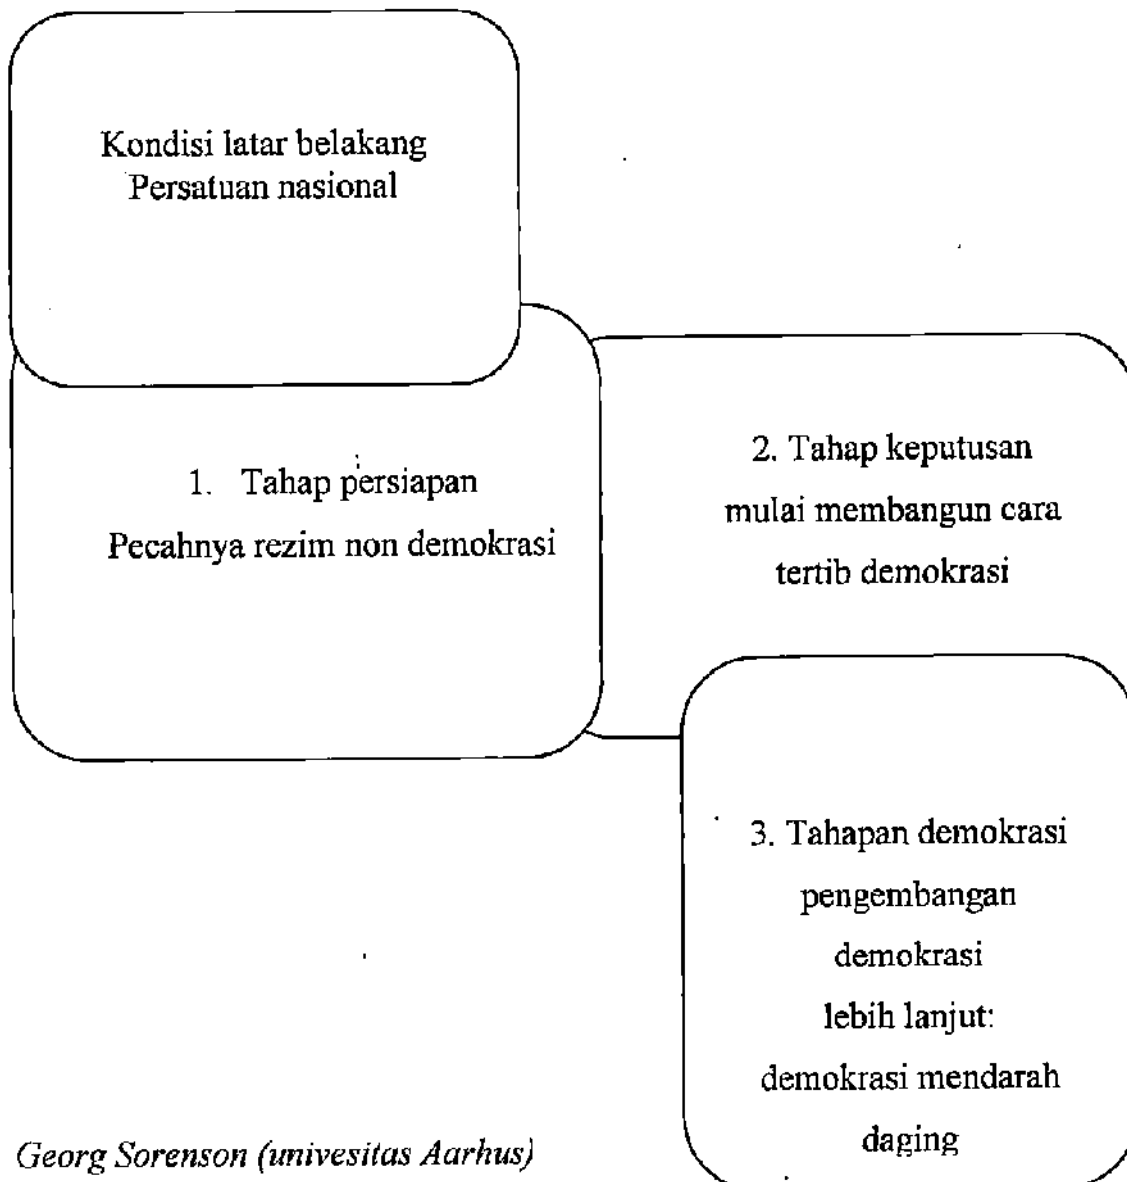 Kondisi latar belakang
Persatuan nasional
1. Tahap persiapan
Pecahnya rezim non demokrasi
2. Tahap keputusan
mulai membangun cara
tertib demokrasi
3. Tahapan demokrasi
pengembangan
demokrasi
lebih lanjut:
demokrasi mendarah
daging
Georg Sorenson (univesitas Aarhus)